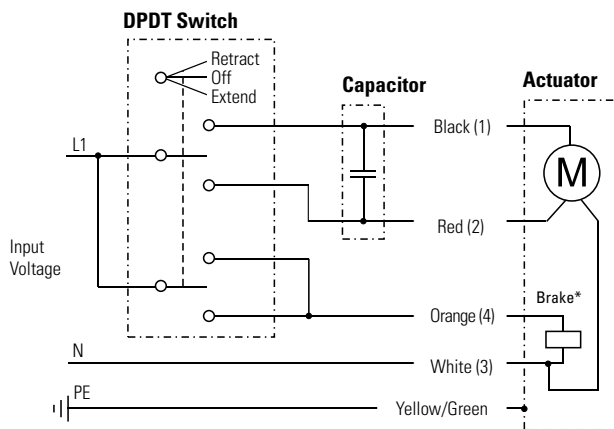 DPDT Switch
Retract
Off
Extend
Capacitor
Actuator
L1
Black (1)
M
Red (2)
Input
Voltage
Brake*
Orange (4)
N
White (3)
PE
Yellow/Green